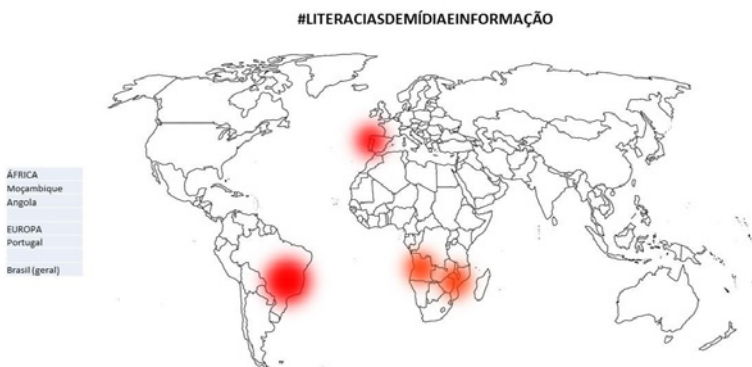 #LITERACIASDEMÍDIAEINFORMAÇÃO
ÁFRICA
Moçambique
Angola
EUROPA
Portugal
Brasil (geral)